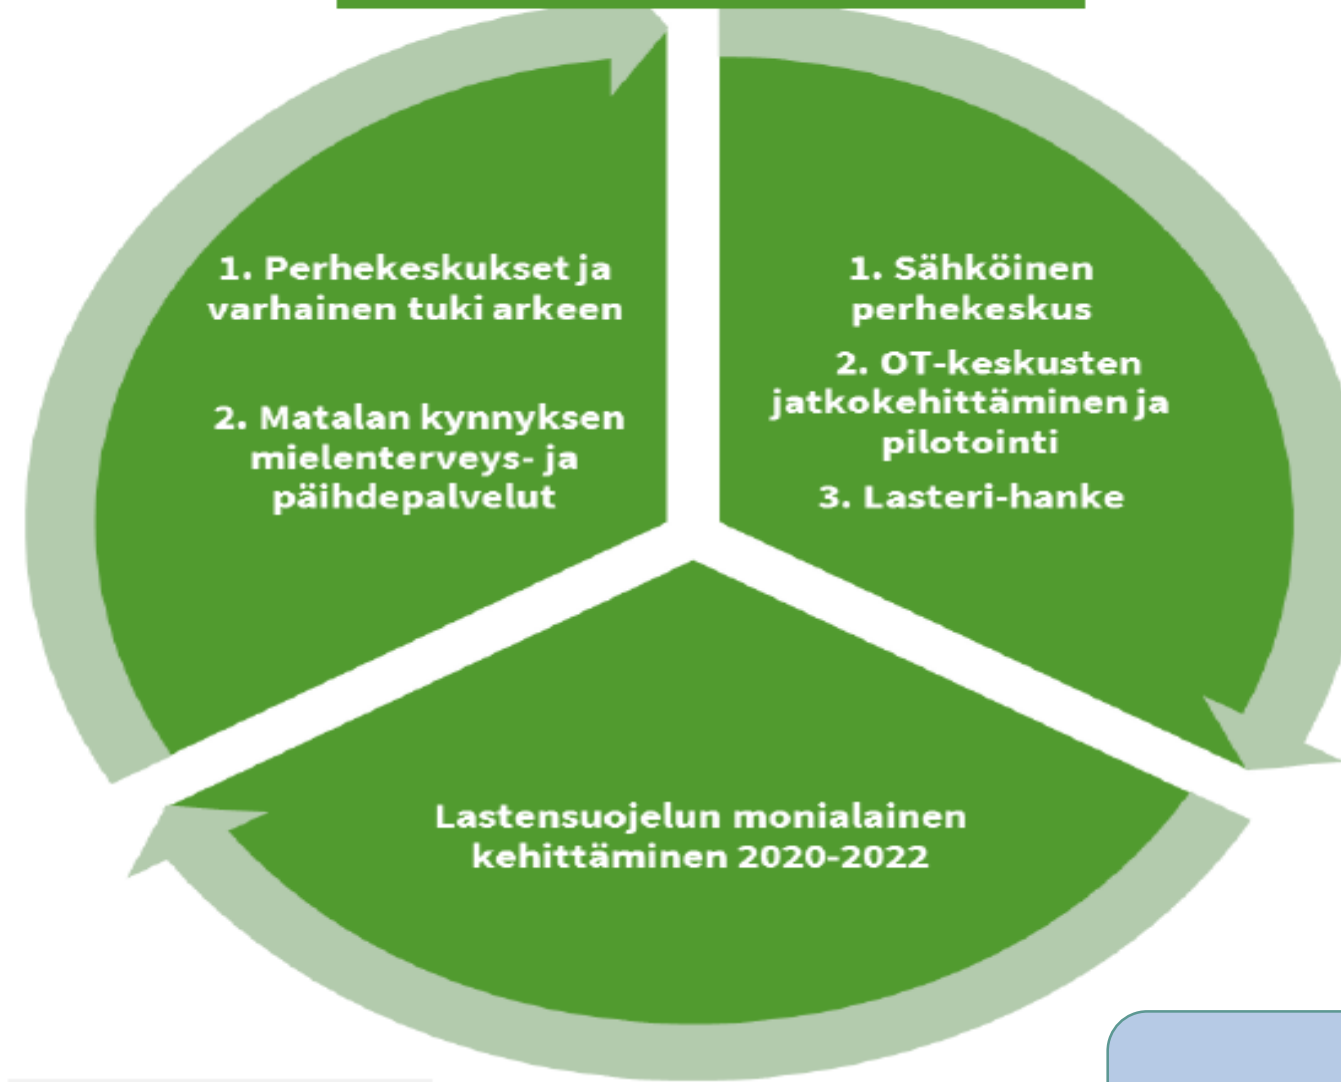 1. Perhekeskukset ja
varhainen tuki arkeen
2. Matalan kynnyksen
mielenterveys- ja
päihdepalvelut
1. Sähköinen
perhekeskus
2. OT-keskusten
jatkokehittäminen ja
pilotointi
3. Lasteri-hanke
Lastensuojelun monialainen
kehittäminen 2020-2022